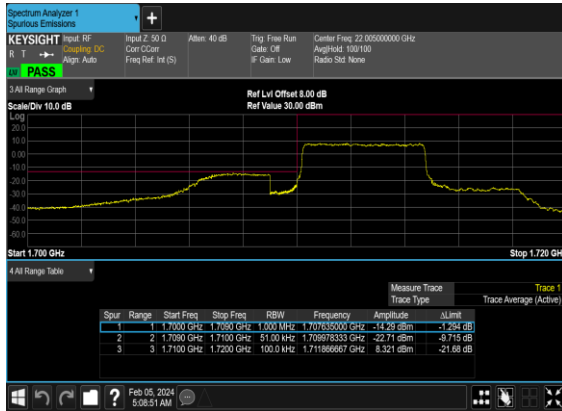 Spectrum Analyzer 1
Spurious Emissions
+
KEYSIGHT Input: RF Input Z: 50 Ω Atten: 40 dB Trig: Free Run Center Freq: 22.005000000 GHz
R T Coupling: DC Corr CCorr Gate: Off Avg|Hold: 100/100
Align: Auto Freq Ref: Int (S) IF Gain: Low Radio Std: None
PASS
3 All Range Graph
Ref Lvl Offset 8.00 dB
Scale/Div 10.0 dB Ref Value 30.00 dBm
Log
20.0
10.0
0.00
-10.0
-20.0
-30.0
-40.0
-50.0
-60.0
Start 1.700 GHz Stop 1.720 GH
4 All Range Table
Measure Trace Trace 1
Trace Type Trace Average (Active)
Spur Range Start Freq Stop Freq RBW Frequency Amplitude ΔLimit
1 1 1.7000 GHz 1.7090 GHz 1.000 MHz 1.707635000 GHz -14.29 dBm -1.294 dB
2 2 1.7090 GHz 1.7100 GHz 51.00 kHz 1.709978333 GHz -22.71 dBm -9.715 dB
3 3 1.7100 GHz 1.7200 GHz 100.0 kHz 1.711866667 GHz 8.321 dBm -21.68 dB
? Feb 05, 2024
5:08:51 AM